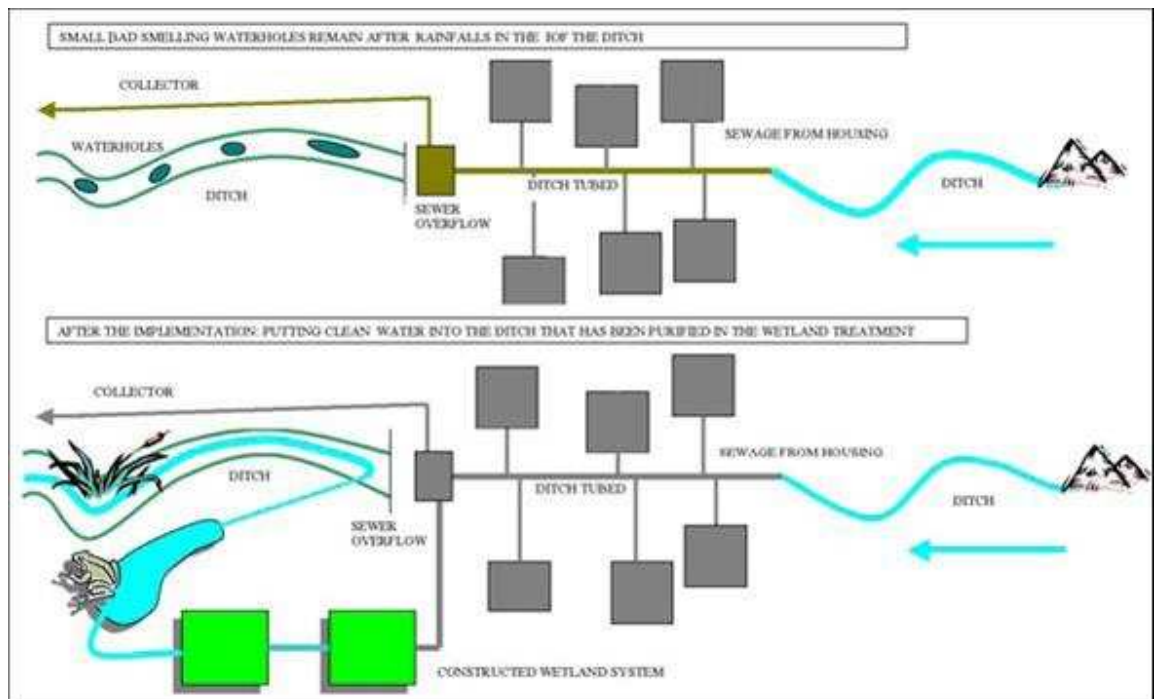 SMALL BAD SMELLING WATERHOLES REMAIN AFTER RAINFALLS IN THE IOF THE DITCH
COLLECTOR
SEWAGE FROM HOUSING
WATERHOLES
DITCH
DITCH TUBED
DITCH
SEWER
OVERFLOW
AFTER THE IMPLEMENTATION: PUTTING CLEAN WATER INTO THE DITCH THAT HAS BEEN PURIFIED IN THE WETLAND TREATMENT
COLLECTOR
SEWAGE FROM HOUSING
DITCH
DITCH TUBED
DITCH
SEWER
OVERFLOW
CONSTRUCTED WETLAND SYSTEM